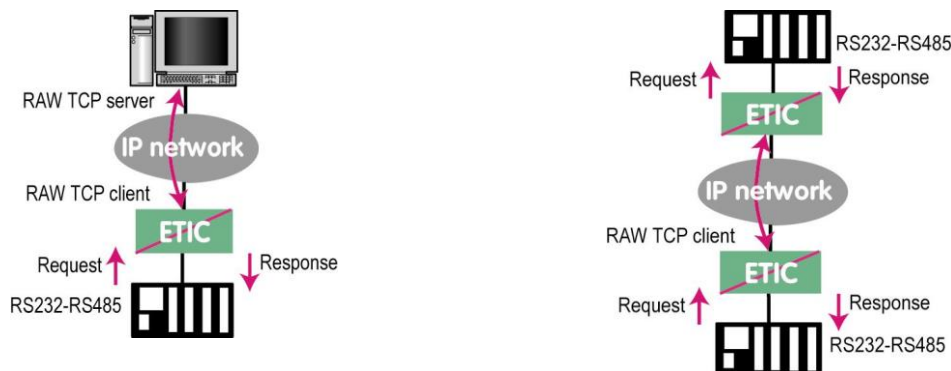 RAW TCP server
IP network
RAW TCP client
ETIC
Request
Response
RS232-RS485
RS232-RS485
Request
Response
ETIC
IP network
RAW TCP client
ETIC
Request
Response
RS232-RS485